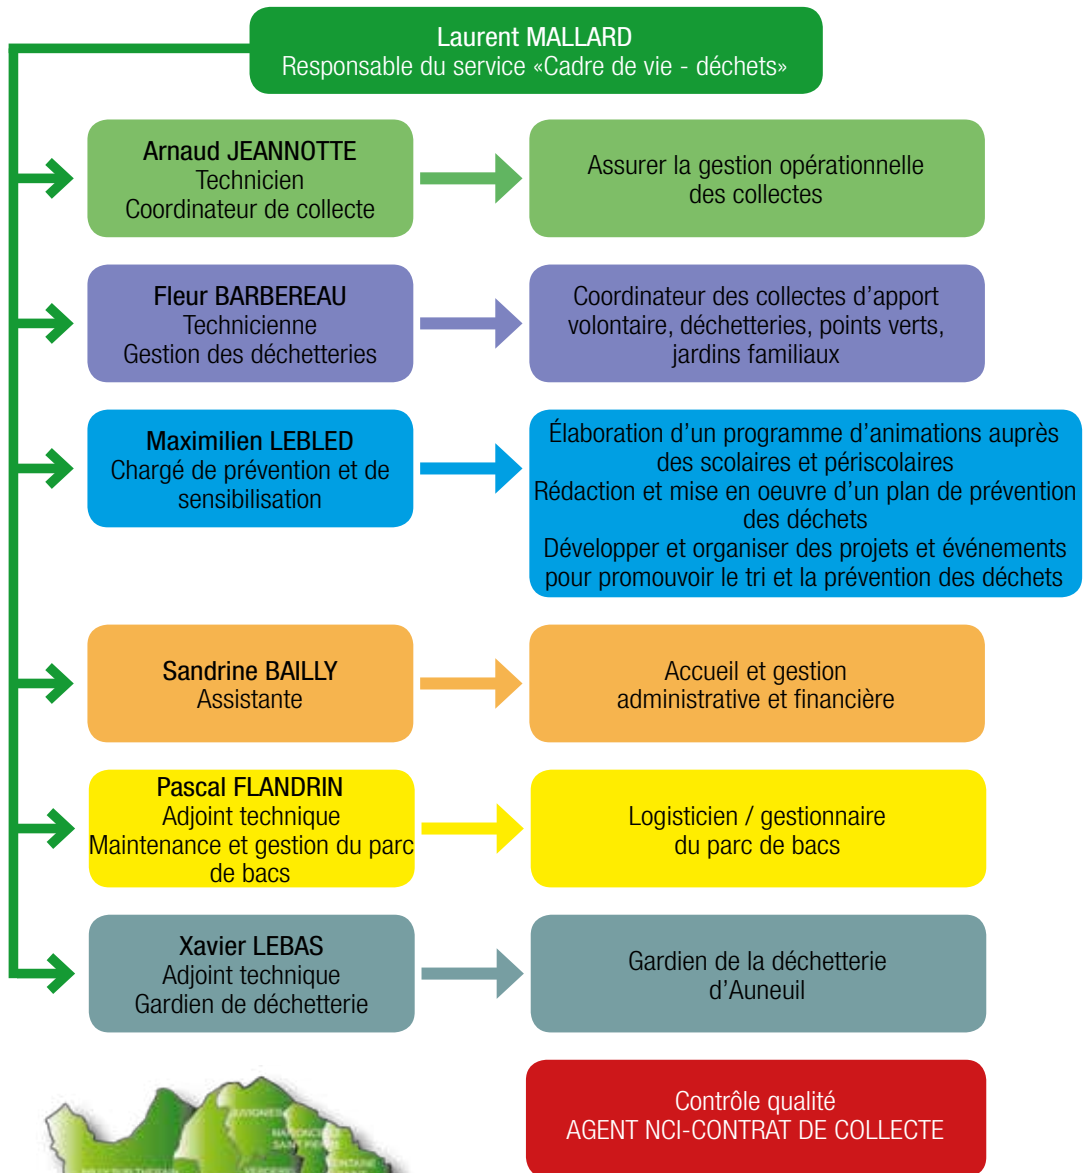 Laurent MALLARD
Responsable du service «Cadre de vie - déchets»
Arnaud JEANNOTTE
Technicien
Coordinateur de collecte
Assurer la gestion opérationnelle
des collectes
Fleur BARBEREAU
Technicienne
Gestion des déchetteries
Coordinateur des collectes d'apport
volontaire, déchetteries, points verts,
jardins familiaux
Maximilien LEBLED
Chargé de prévention et de
sensibilisation
Élaboration d'un programme d'animations auprès
des scolaires et périscolaires
Rédaction et mise en oeuvre d'un plan de prévention
des déchets
Développer et organiser des projets et événements
pour promouvoir le tri et la prévention des déchets
Sandrine BAILLY
Assistante
Accueil et gestion
administrative et financière
Pascal FLANDRIN
Adjoint technique
Maintenance et gestion du parc
de bacs
Logisticien / gestionnaire
du parc de bacs
Xavier LEBAS
Adjoint technique
Gardien de déchetterie
Gardien de la déchetterie
d'Auneuil
Contrôle qualité
AGENT NCI-CONTRAT DE COLLECTE